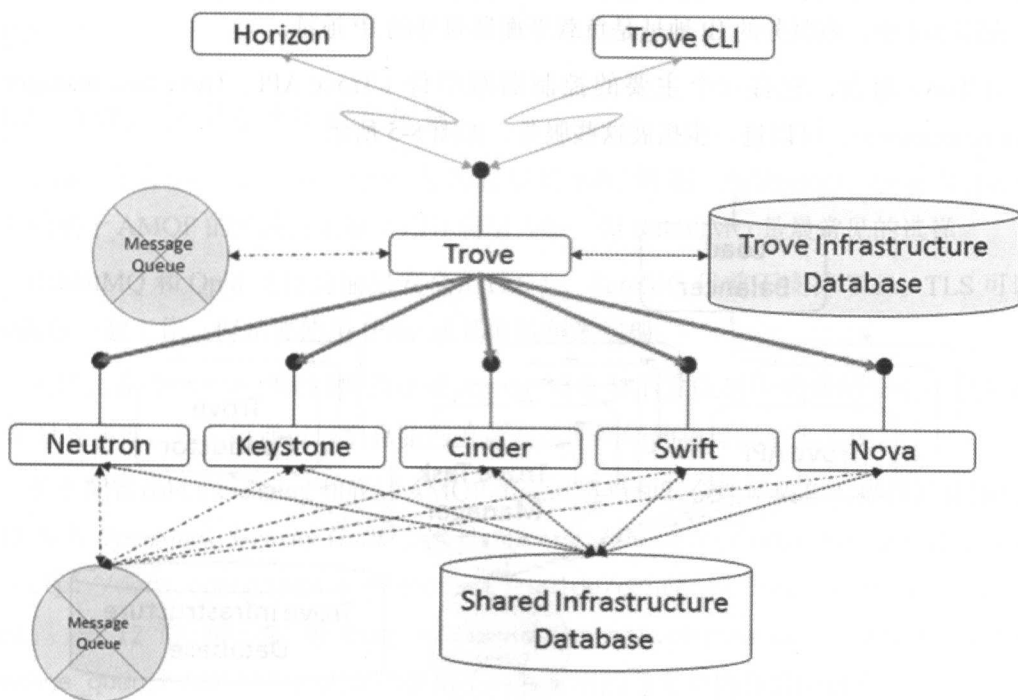 Horizon
Trove CLI
Message
Queue
Trove
Trove Infrastructure
Database
Neutron
Keystone
Cinder
Swift
Nova
Message
Queue
Shared Infrastructure
Database